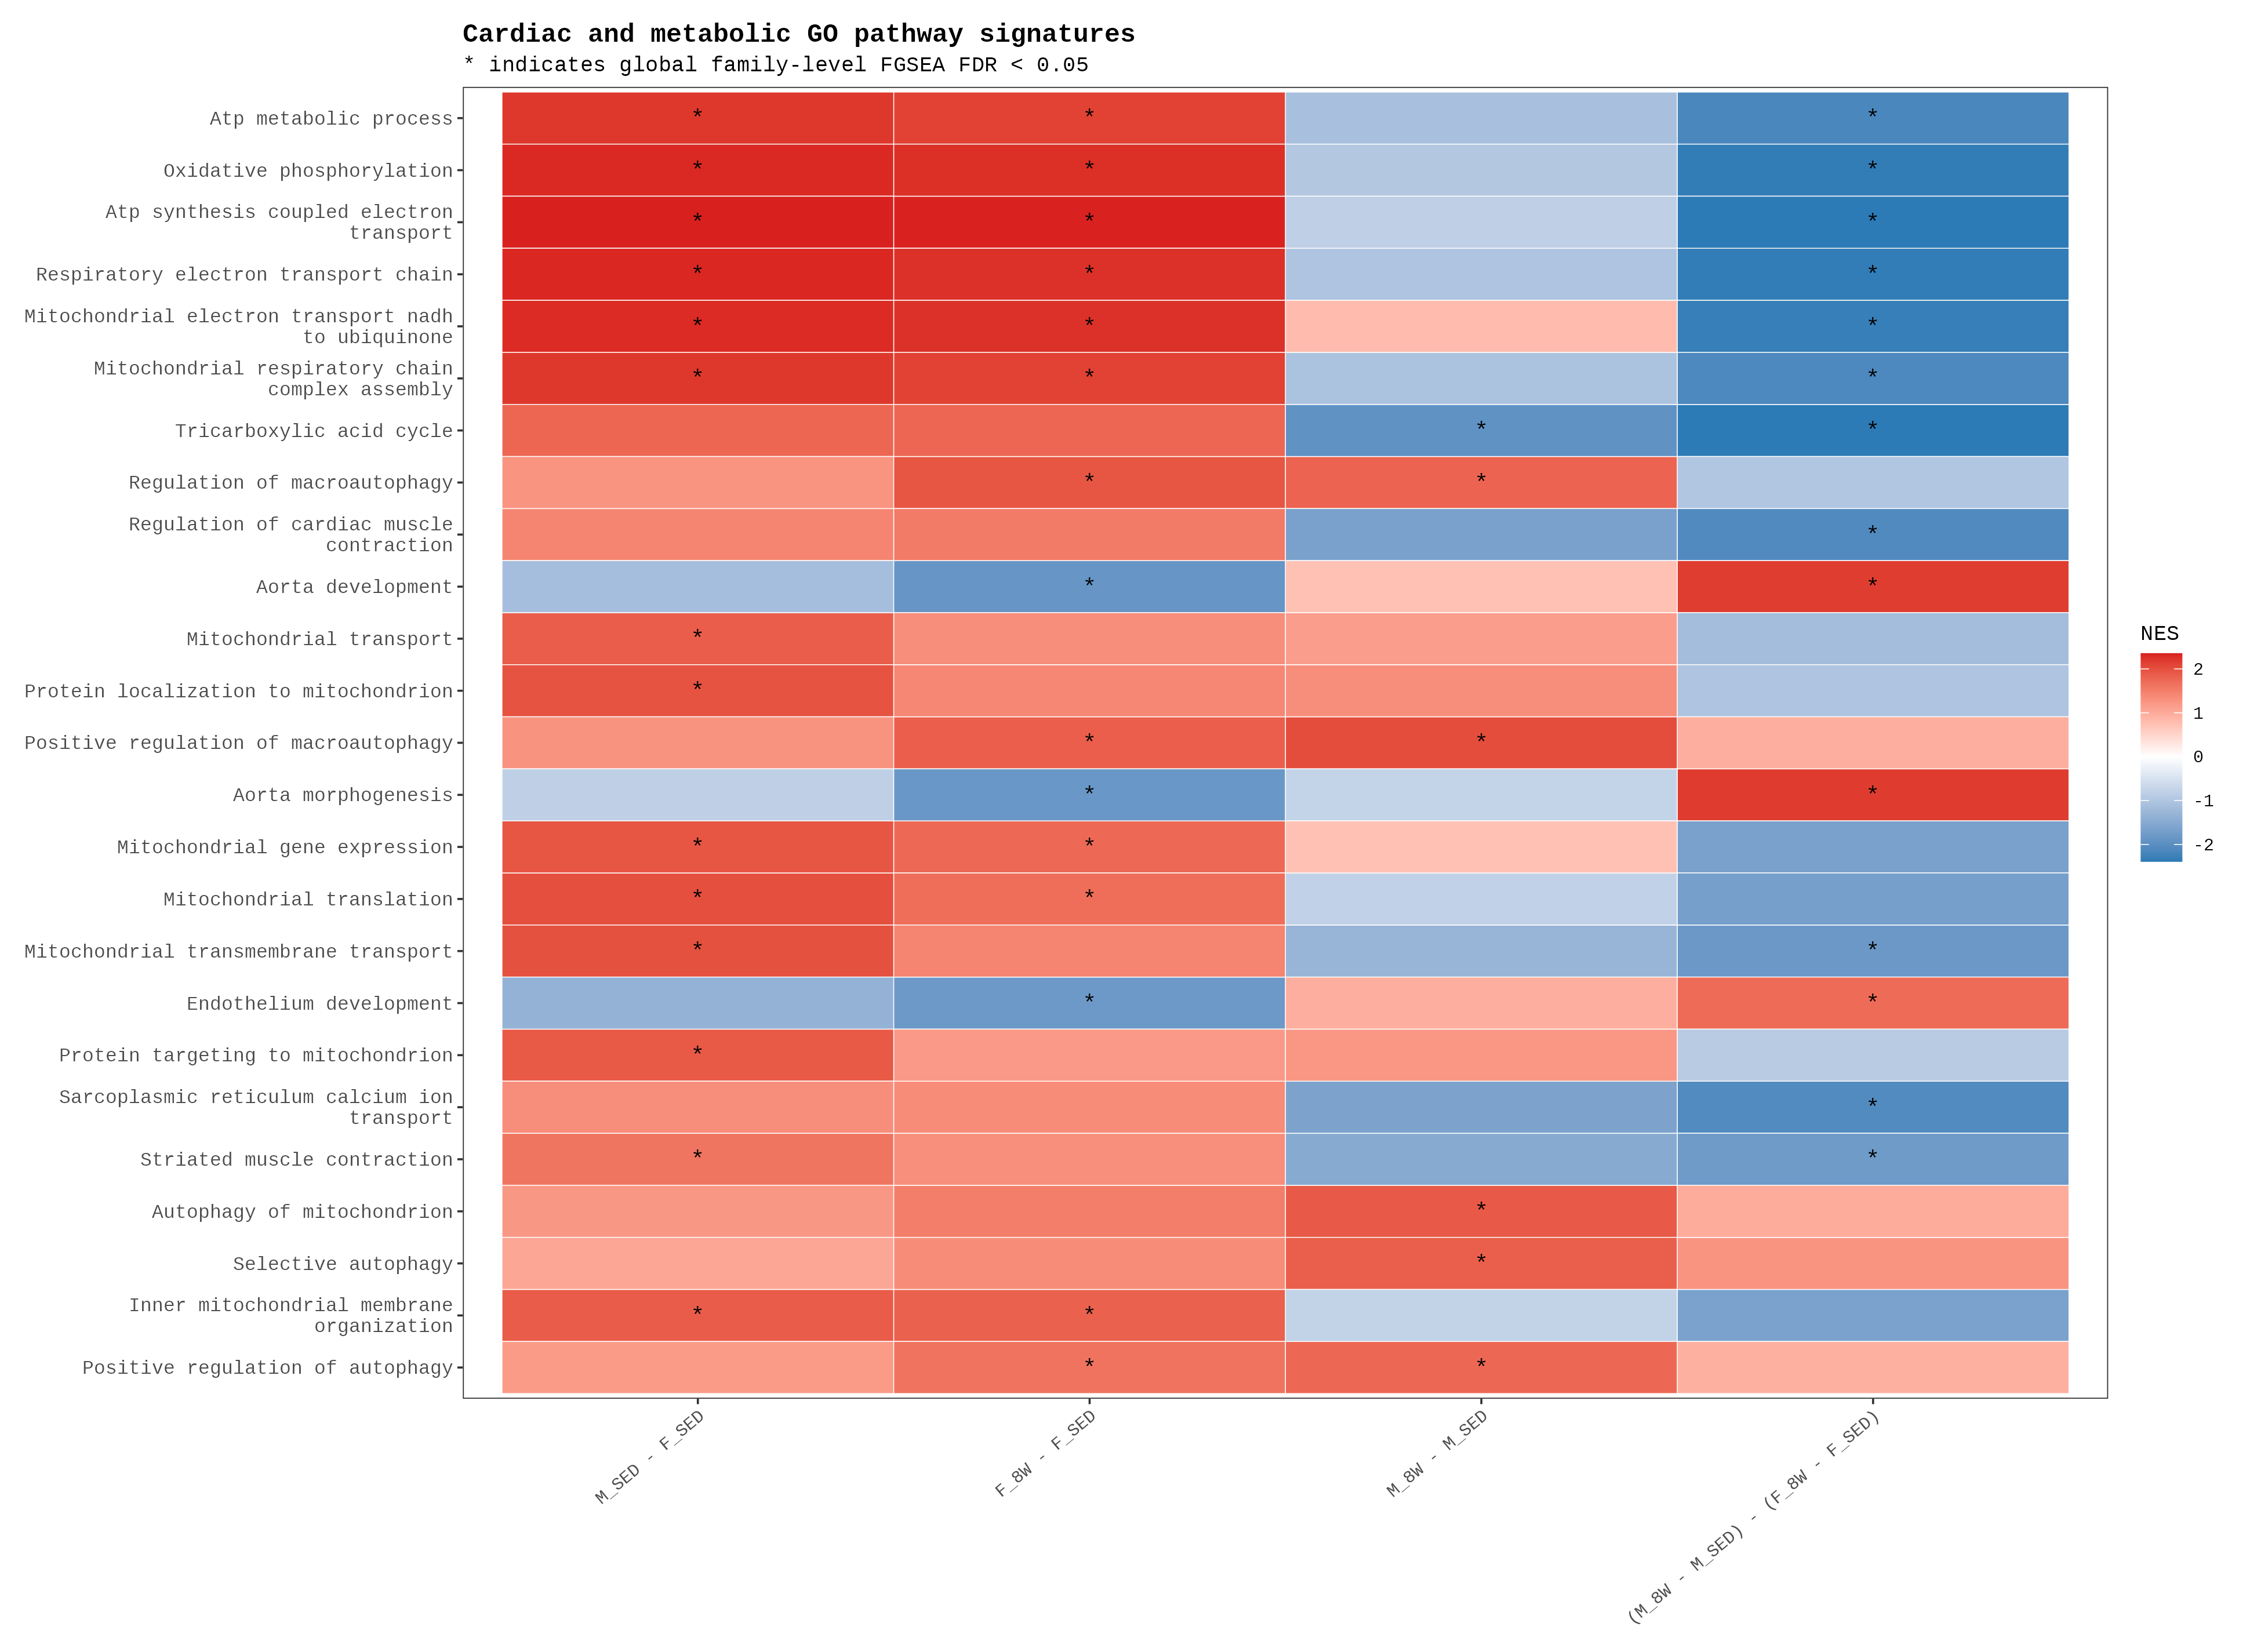 Cardiac and metabolic GO pathway signatures
* indicates global family-level FGSEA FDR < 0.05
Atp metabolic process
* * *
Oxidative phosphorylation
* * *
Atp synthesis coupled electron
transport
* * *
Respiratory electron transport chain
* * *
Mitochondrial electron transport nadh
to ubiquinone
* * *
Mitochondrial respiratory chain
complex assembly
* * *
Tricarboxylic acid cycle
* *
Regulation of macroautophagy
* *
Regulation of cardiac muscle
contraction
*
Aorta development
* *
Mitochondrial transport
*
Protein localization to mitochondrion
*
Positive regulation of macroautophagy
* *
Aorta morphogenesis
* *
Mitochondrial gene expression
* *
Mitochondrial translation
* *
Mitochondrial transmembrane transport
* *
Endothelium development
* *
Protein targeting to mitochondrion
*
Sarcoplasmic reticulum calcium ion
transport
*
Striated muscle contraction
* *
Autophagy of mitochondrion
*
Selective autophagy
*
Inner mitochondrial membrane
organization
* *
Positive regulation of autophagy
* *
M_SED - F_SED
F_8W - F_SED
M_8W - M_SED
(M_8W - M_SED) - (F_8W - F_SED)
NES
2
1
0
-1
-2